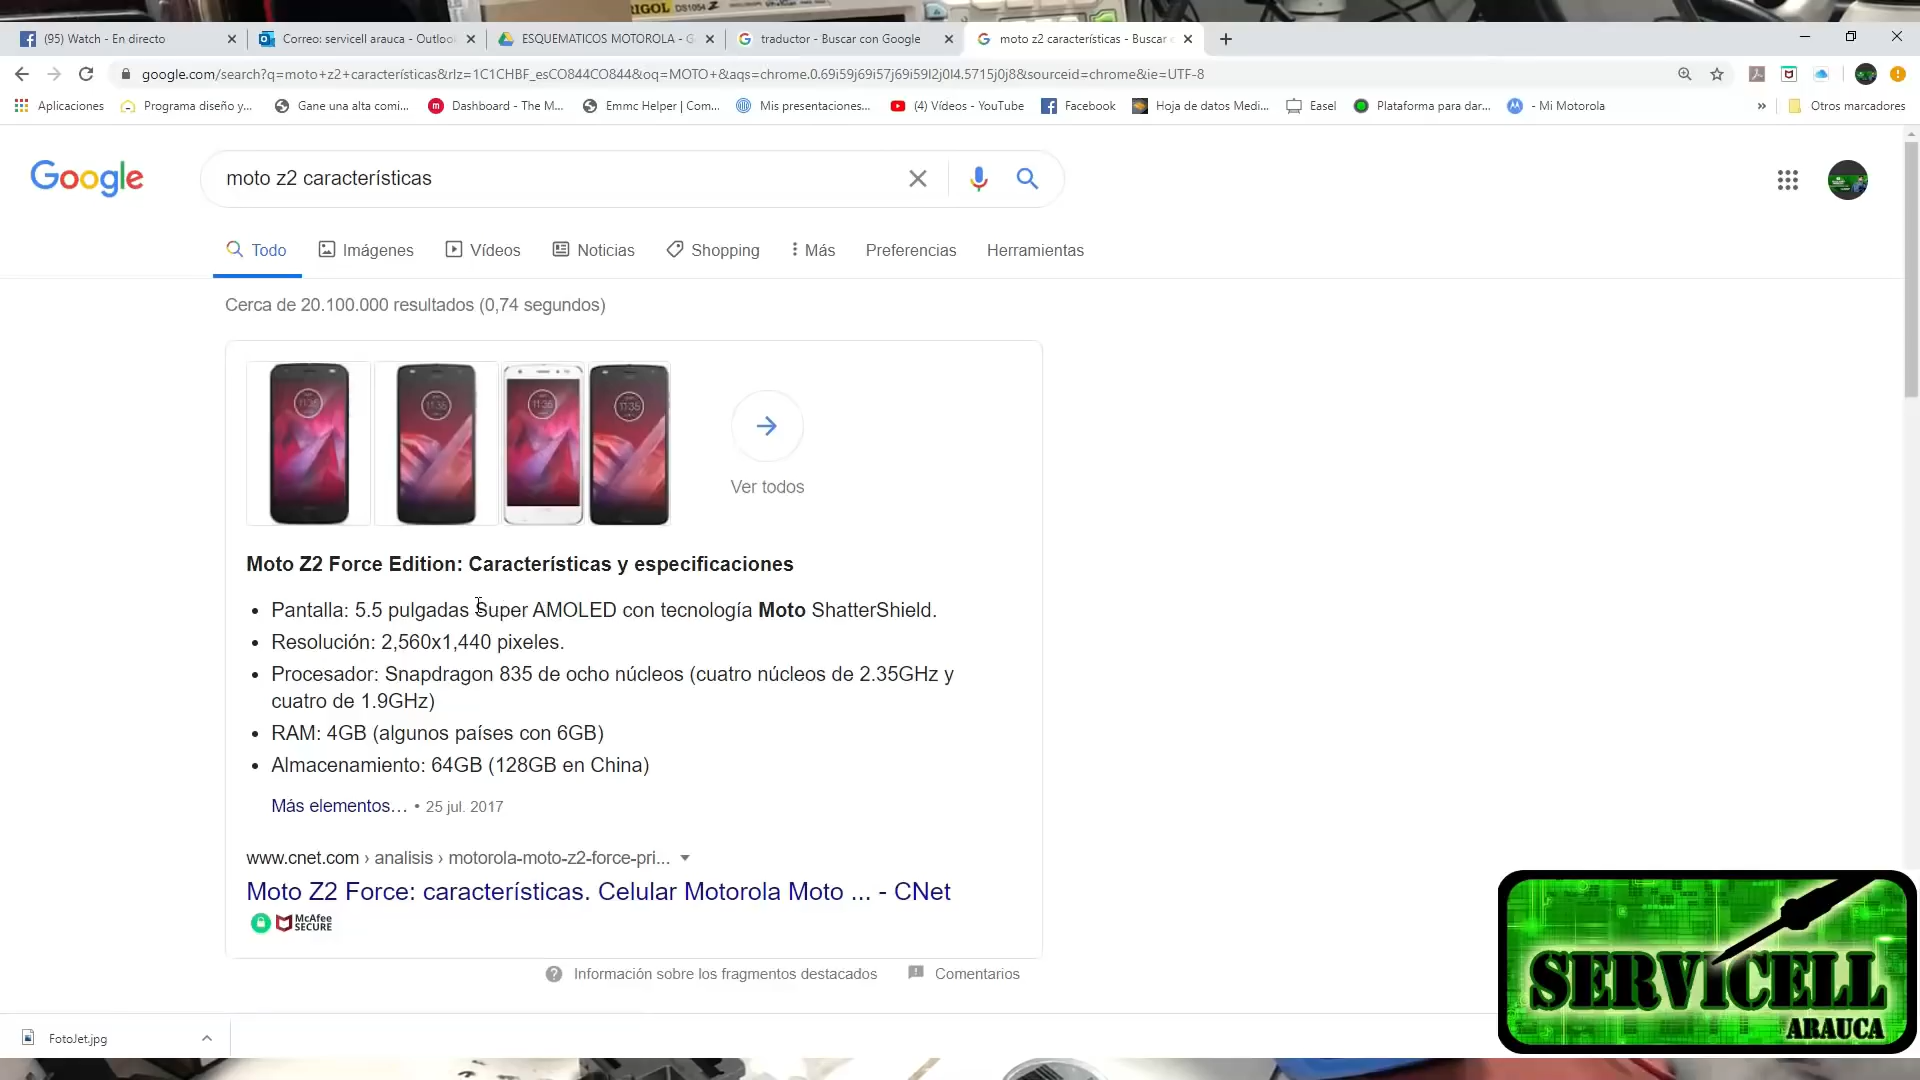 RIGOL DS1054Z
(95) Watch - En directo
Correo: servicell arauca - Outlo
ESQUEMATICOS MOTOROLA - G
traductor - Buscar con Google
moto z2 características - Buscar c
google.com/search?q=moto+z2+características&rlz=1C1CHBF_esCO844CO844&oq=MOTO+&aqs=chrome.0.69i59j69i57j69i59l2j0l4.5715j0j8&sourceid=chrome&ie=UTF-8
Aplicaciones
Programa diseño y...
Gane una alta comi...
Dashboard - The M...
Emmc Helper | Com...
Mis presentaciones...
(4) Vídeos - YouTube
Facebook
Hoja de datos Medi...
Easel
Plataforma para dar...
- Mi Motorola
»
Otros marcadores
Google
moto z2 características
Todo
Imágenes
Vídeos
Noticias
Shopping
Más
Preferencias
Herramientas
Cerca de 20.100.000 resultados (0,74 segundos)
Ver todos
Moto Z2 Force Edition: Características y especificaciones
• Pantalla: 5.5 pulgadas Super AMOLED con tecnología Moto ShatterShield.
• Resolución: 2,560x1,440 pixeles.
• Procesador: Snapdragon 835 de ocho núcleos (cuatro núcleos de 2.35GHz y
cuatro de 1.9GHz)
• RAM: 4GB (algunos países con 6GB)
• Almacenamiento: 64GB (128GB en China)
Más elementos… • 25 jul. 2017
www.cnet.com › analisis › motorola-moto-z2-force-pri...
Moto Z2 Force: características. Celular Motorola Moto ... - CNet
McAfee
SECURE
Información sobre los fragmentos destacados
Comentarios
FotoJet.jpg
SERVICELL
ARAUCA